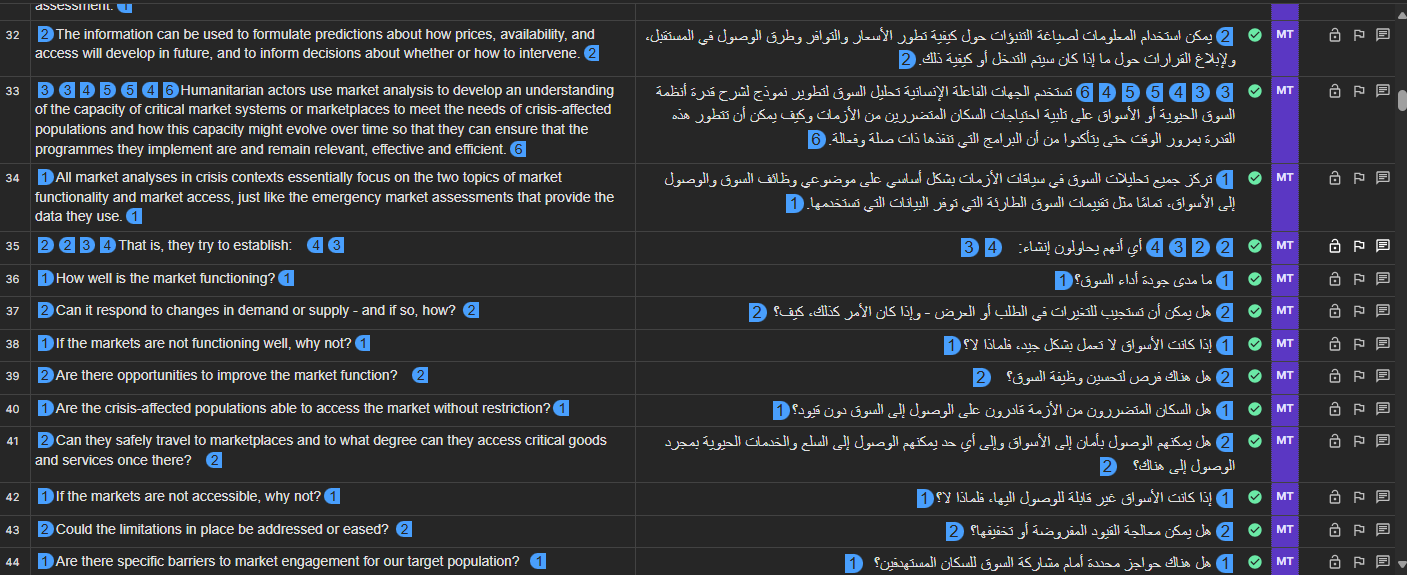 assessment. 1
32 2 The information can be used to formulate predictions about how prices, availability, and
access will develop in future, and to inform decisions about whether or how to intervene. 2
2 يمكن استخدام المعلومات لصياغة التنبؤات حول كيفية تطور الأسعار والتوافر وطرق الوصول في المستقبل،
ولإبلاغ القرارات حول ما إذا كان سيتم التدخل أو كيفية ذلك. 2
MT
33 3 3 4 5 5 4 6 Humanitarian actors use market analysis to develop an understanding
of the capacity of critical market systems or marketplaces to meet the needs of crisis-affected
populations and how this capacity might evolve over time so that they can ensure that the
programmes they implement are and remain relevant, effective and efficient. 6
3 3 4 5 5 4 6 تستخدم الجهات الفاعلة الإنسانية تحليل السوق لتطوير نموذج لشرح قدرة أنظمة
السوق الحيوية أو الأسواق على تلبية احتياجات السكان المتضررين من الأزمات وكيف يمكن أن تتطور هذه
القدرة بمرور الوقت حتى يتأكدوا من أن البرامج التي تنفذها ذات صلة وفعالة. 6
MT
34 1 All market analyses in crisis contexts essentially focus on the two topics of market
functionality and market access, just like the emergency market assessments that provide the
data they use. 1
1 تركز جميع تحليلات السوق في سياقات الأزمات بشكل أساسي على موضوعي وظائف السوق والوصول
إلى الأسواق، تمامًا مثل تقييمات السوق الطارئة التي توفر البيانات التي تستخدمها. 1
MT
35 2 2 3 4 That is, they try to establish: 4 3
2 2 3 4 أي أنهم يحاولون إنشاء: 4 3
MT
36 1 How well is the market functioning? 1
1 ما مدى جودة أداء السوق؟ 1
MT
37 2 Can it respond to changes in demand or supply - and if so, how? 2
2 هل يمكن أن تستجيب للتغيرات في الطلب أو العرض - وإذا كان الأمر كذلك، كيف؟ 2
MT
38 1 If the markets are not functioning well, why not? 1
1 إذا كانت الأسواق لا تعمل بشكل جيد، فلماذا لا؟ 1
MT
39 2 Are there opportunities to improve the market function? 2
2 هل هناك فرص لتحسين وظيفة السوق؟ 2
MT
40 1 Are the crisis-affected populations able to access the market without restriction? 1
1 هل السكان المتضررون من الأزمة قادرون على الوصول إلى السوق دون قيود؟ 1
MT
41 2 Can they safely travel to marketplaces and to what degree can they access critical goods
and services once there? 2
2 هل يمكنهم الوصول بأمان إلى الأسواق وإلى أي حد يمكنهم الوصول إلى السلع والخدمات الحيوية بمجرد
الوصول إلى هناك؟ 2
MT
42 1 If the markets are not accessible, why not? 1
1 إذا كانت الأسواق غير قابلة للوصول اليها، فلماذا لا؟ 1
MT
43 2 Could the limitations in place be addressed or eased? 2
2 هل يمكن معالجة القيود المفروضة أو تخفيفها؟ 2
MT
44 1 Are there specific barriers to market engagement for our target population? 1
1 هل هناك حواجز محددة أمام مشاركة السوق للسكان المستهدفين؟ 1
MT